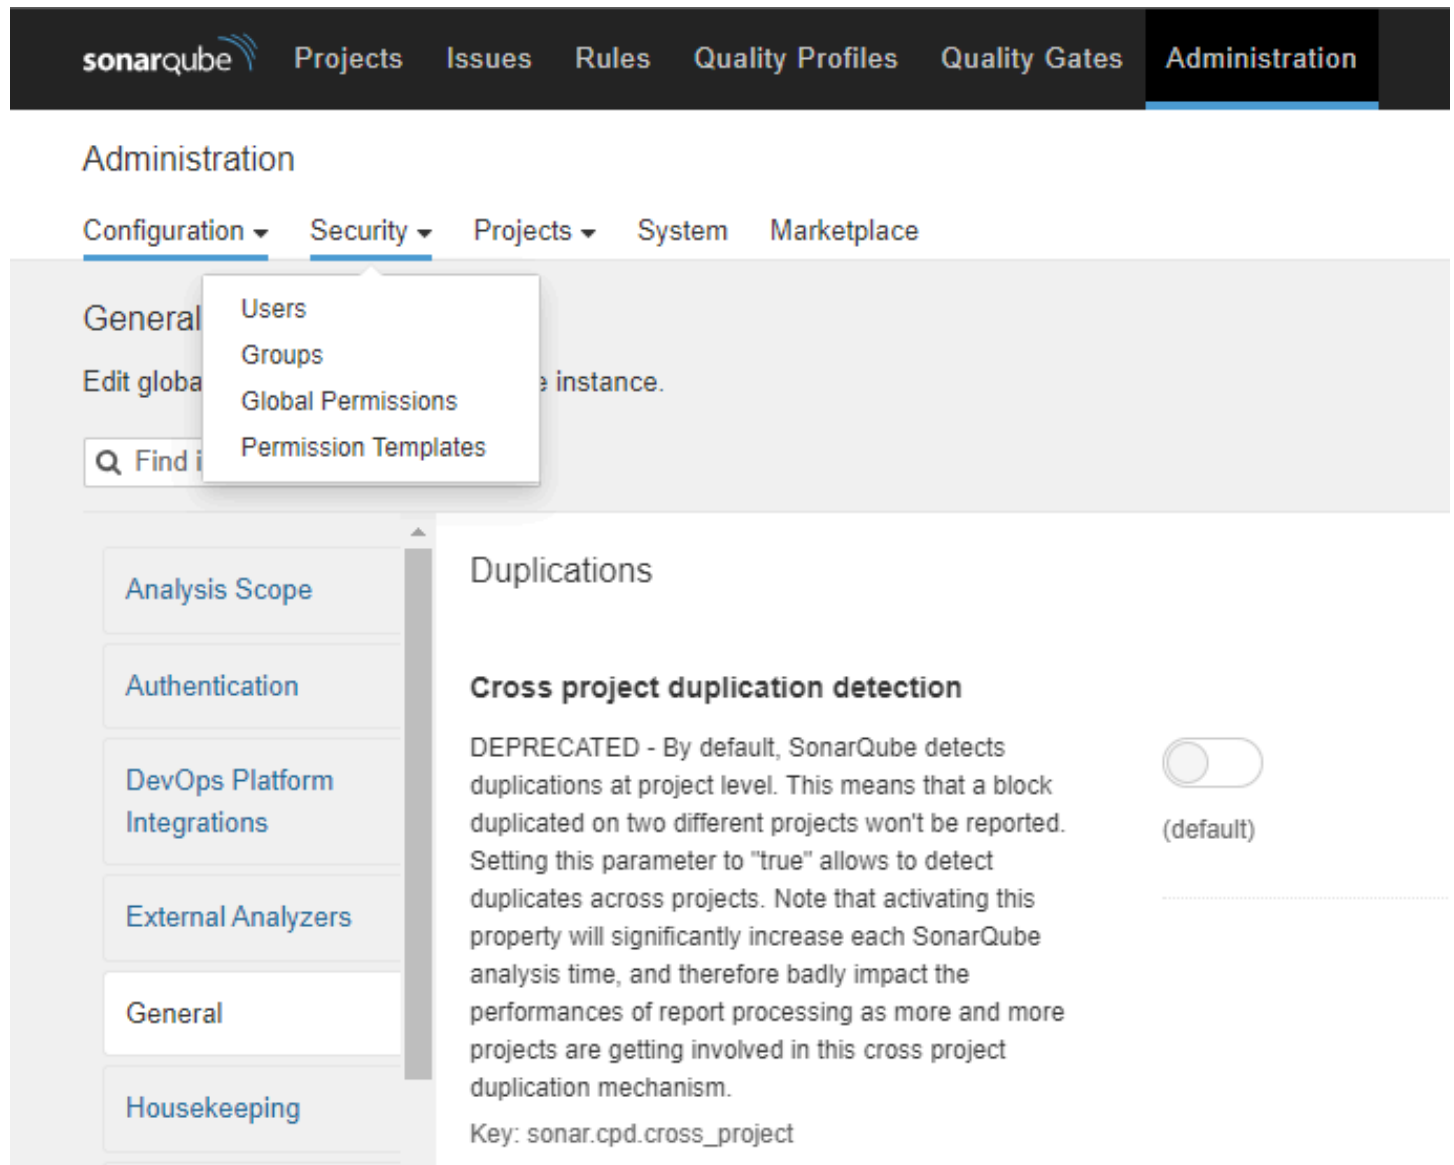 sonarqube Projects Issues Rules Quality Profiles Quality Gates Administration
Administration
Configuration Security Projects System Marketplace
Users
Groups
Global Permissions
Permission Templates
General
Edit globa e instance.
Find i
Analysis Scope
Authentication
DevOps Platform
Integrations
External Analyzers
General
Housekeeping
Duplications
Cross project duplication detection
DEPRECATED - By default, SonarQube detects
duplications at project level. This means that a block
duplicated on two different projects won't be reported.
Setting this parameter to "true" allows to detect
duplicates across projects. Note that activating this
property will significantly increase each SonarQube
analysis time, and therefore badly impact the
performances of report processing as more and more
projects are getting involved in this cross project
duplication mechanism.
Key: sonar.cpd.cross_project
(default)